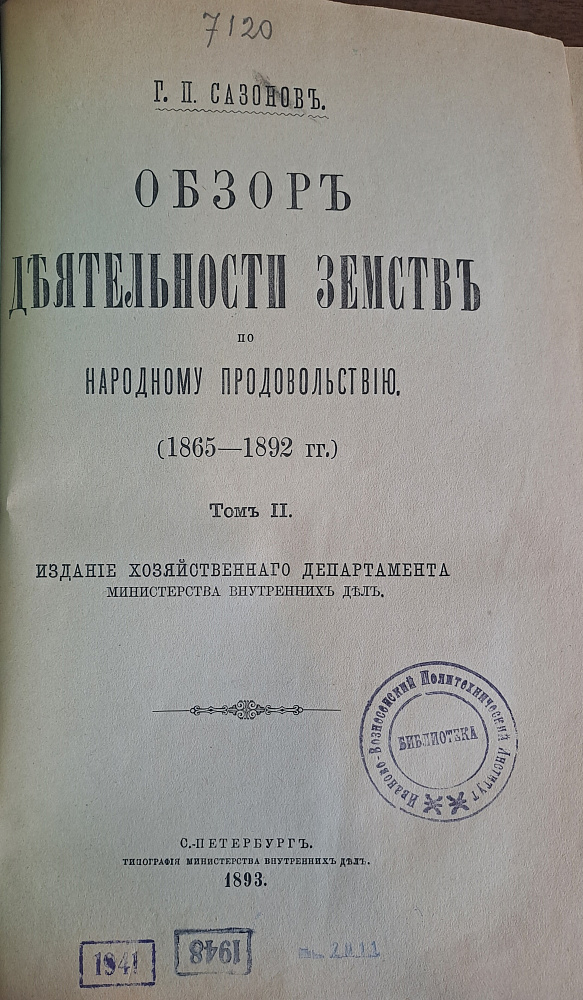 7120
Г. П. САЗОНОВЪ.
ОБЗОРЪ
ДѢЯТЕЛЬНОСТИ ЗЕМСТВЪ
ПО
НАРОДНОМУ ПРОДОВОЛЬСТВІЮ.
(1865—1892 гг.)
Томъ II.
ИЗДАНІЕ ХОЗЯЙСТВЕННАГО ДЕПАРТАМЕНТА
МИНИСТЕРСТВА ВНУТРЕННИХЪ ДѢЛЪ.
Иваново-Вознесенский Политехнический Институт
БИБЛИОТЕКА
С.-ПЕТЕРБУРГЪ.
ТИПОГРАФІЯ МИНИСТЕРСТВА ВНУТРЕННИХЪ ДѢЛЪ.
1893.
1941
1948
2011